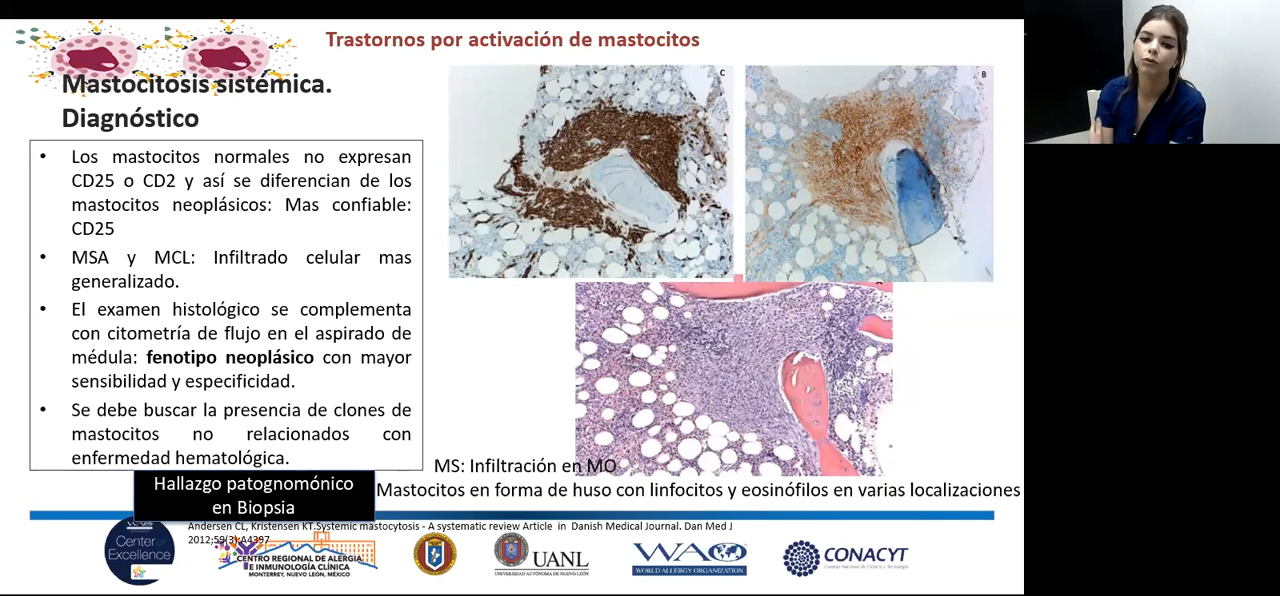 Trastornos por activación de mastocitos
Mastocitosis sistémica.
Diagnóstico
• Los mastocitos normales no expresan
CD25 o CD2 y así se diferencian de los
mastocitos neoplásicos: Mas confiable:
CD25
• MSA y MCL: Infiltrado celular mas
generalizado.
• El examen histológico se complementa
con citometría de flujo en el aspirado de
médula: fenotipo neoplásico con mayor
sensibilidad y especificidad.
• Se debe buscar la presencia de clones de
mastocitos no relacionados con
enfermedad hematológica.
C
B
MS: Infiltración en MO
Mastocitos en forma de huso con linfocitos y eosinófilos en varias localizaciones
Hallazgo patognomónico
en Biopsia
Andersen CL, Kristensen KT.Systemic mastocytosis - A systematic review Article in Danish Medical Journal. Dan Med J
2012;59(3):A4397
Center of
Excellence
CENTRO REGIONAL DE ALERGIA
E INMUNOLOGÍA CLÍNICA
MONTERREY, NUEVO LEÓN, MÉXICO
UANL
UNIVERSIDAD AUTÓNOMA DE NUEVO LEÓN
WAO
WORLD ALLERGY ORGANIZATION
CONACYT
Consejo Nacional de Ciencia y Tecnología